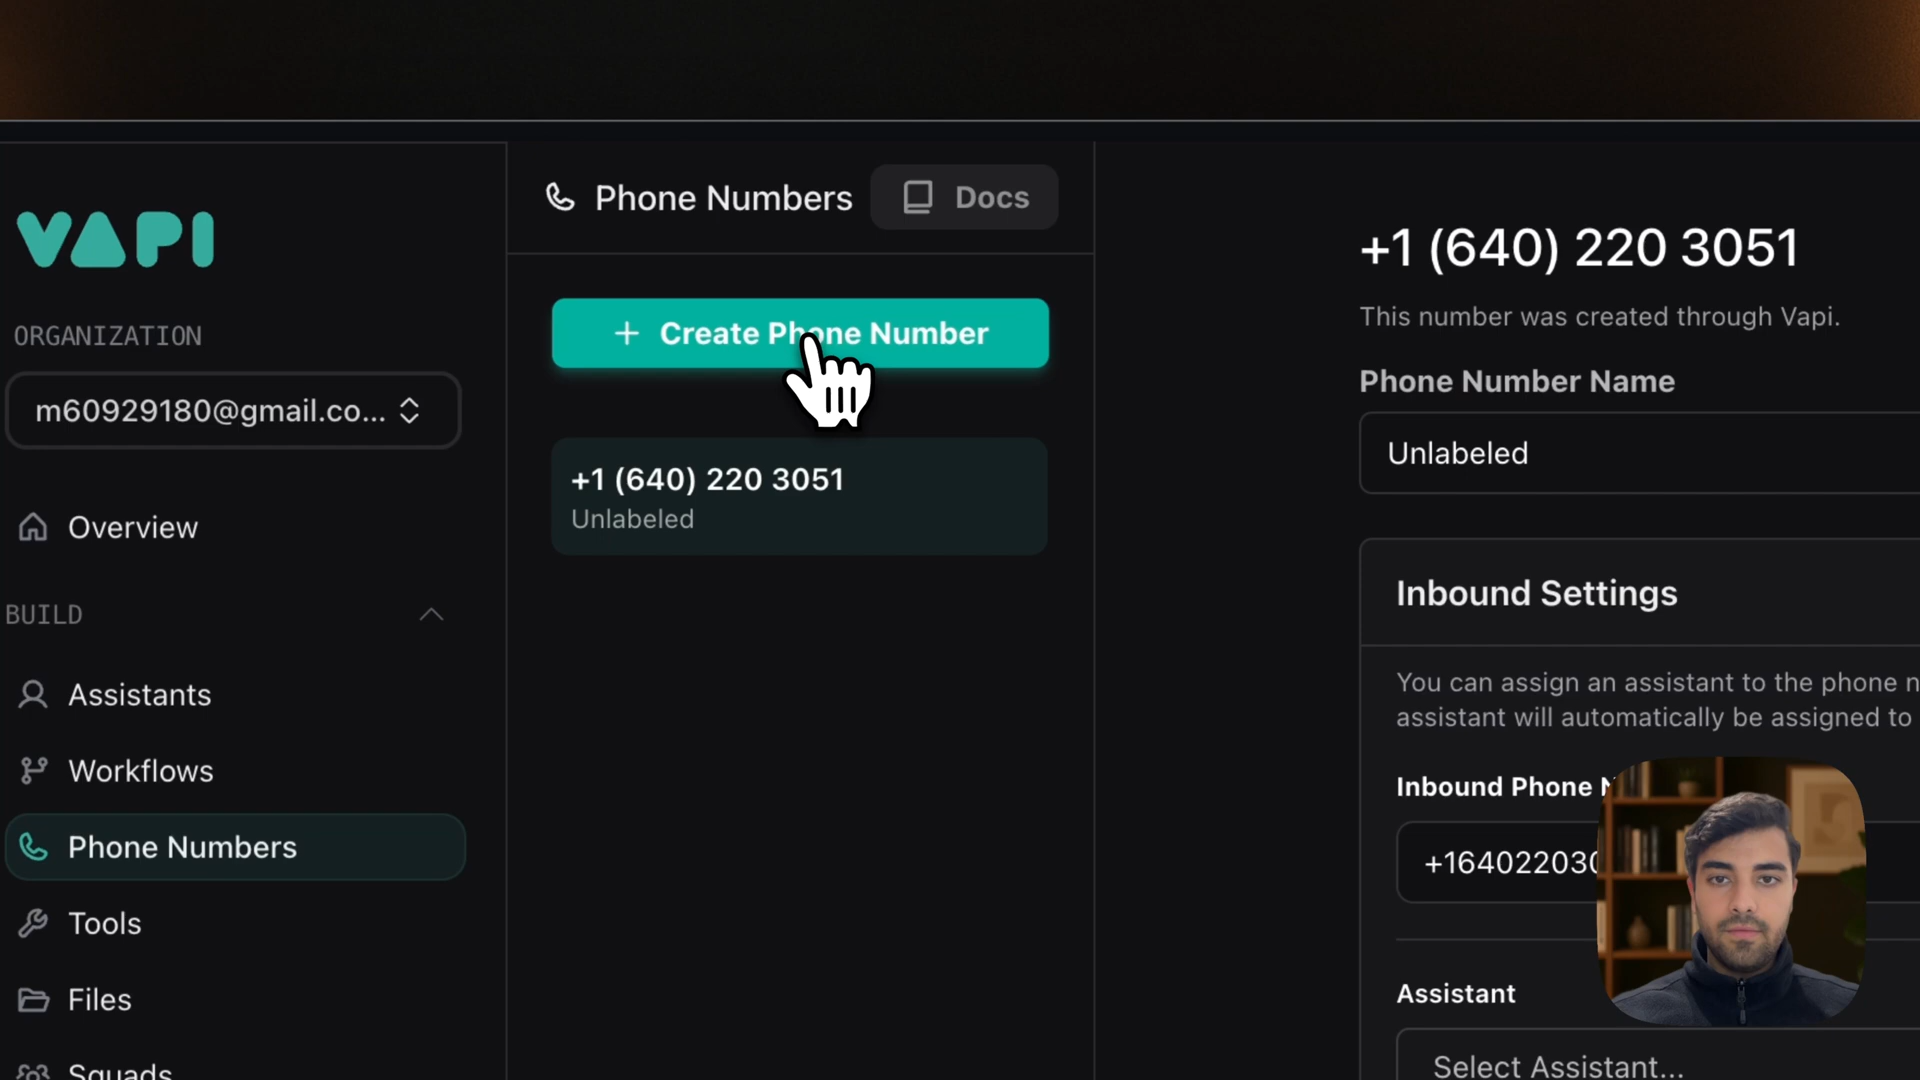 VAPI
ORGANIZATION
m60929180@gmail.co...
Overview
BUILD
Assistants
Workflows
Phone Numbers
Tools
Files
Squads
Phone Numbers
Docs
+ Create Phone Number
+1 (640) 220 3051
Unlabeled
+1 (640) 220 3051
This number was created through Vapi.
Phone Number Name
Unlabeled
Inbound Settings
You can assign an assistant to the phone n
assistant will automatically be assigned to
Inbound Phone
+164022030
Assistant
Select Assistant...